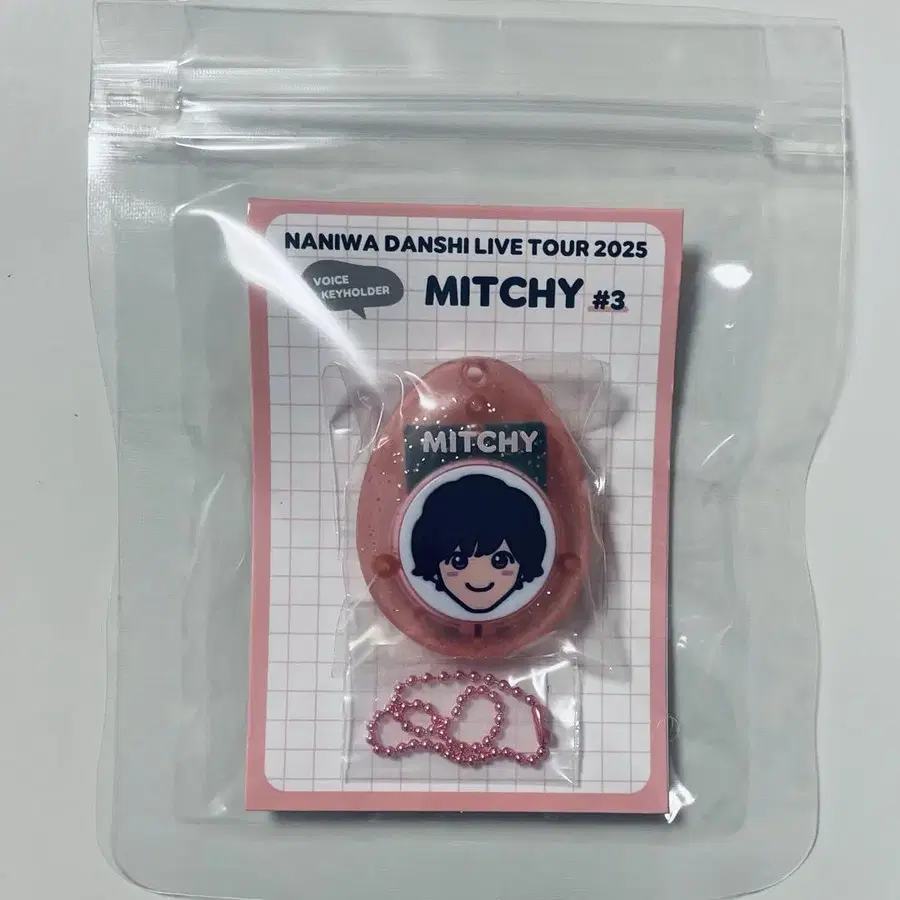 NANIWA DANSHI LIVE TOUR 2025
VOICE
KEYHOLDER
MITCHY #3
MITCHY